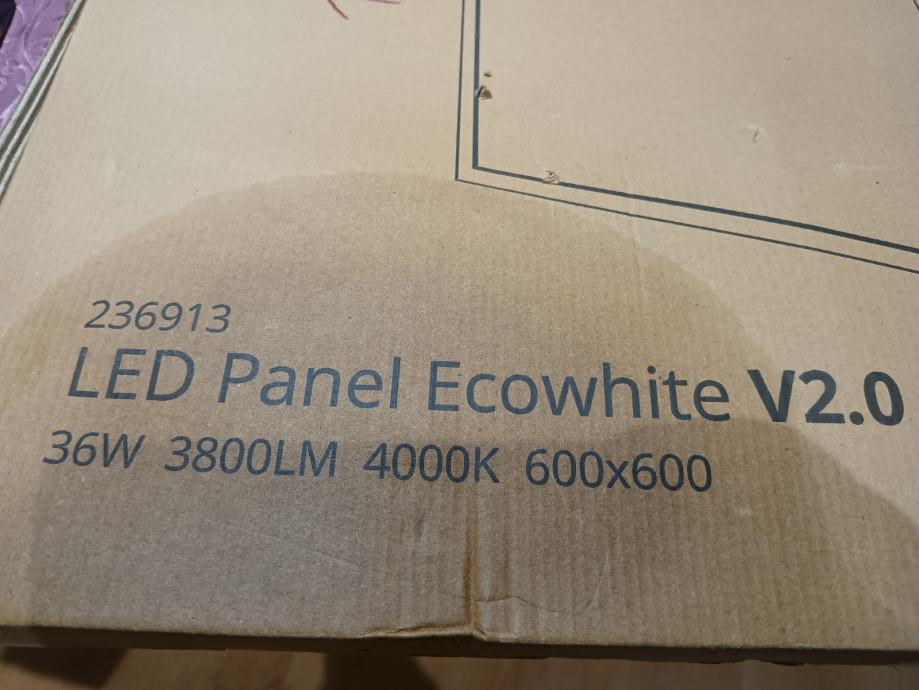 236913
LED Panel Ecowhite V2.0
36W 3800LM 4000K 600x600